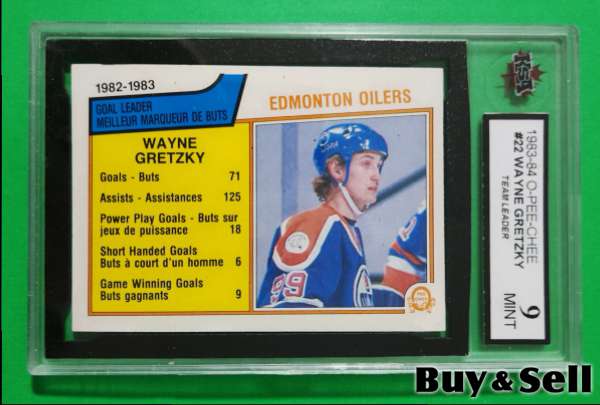 1982-1983
GOAL LEADER
MEILLEUR MARQUEUR DE BUTS
EDMONTON OILERS
WAYNE
GRETZKY
Goals - Buts 71
Assists - Assistances 125
Power Play Goals - Buts sur
jeux de puissance 18
Short Handed Goals
Buts à court d'un homme 6
Game Winning Goals
Buts gagnants 9
99
KSA
1983-84 O-PEE-CHEE
#22 WAYNE GRETZKY
TEAM LEADER
9
MINT
Buy & Sell